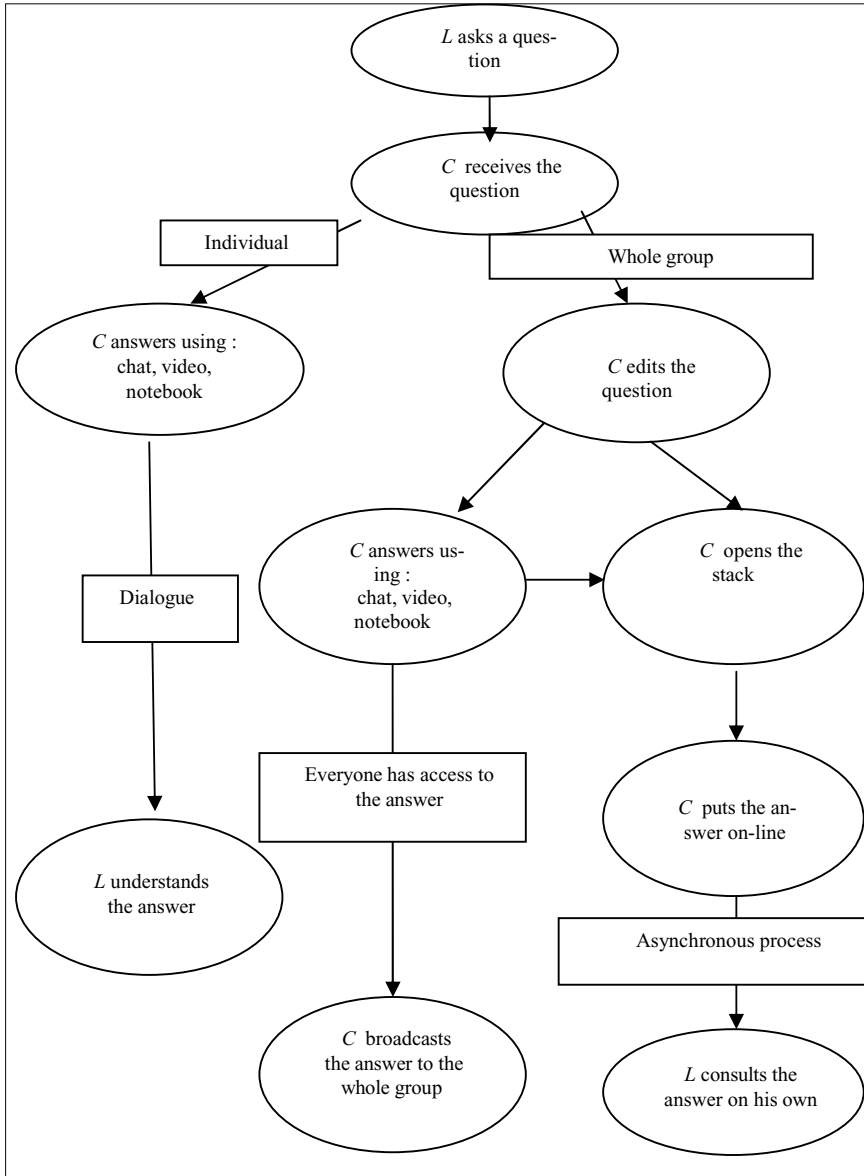 L asks a ques-
tion
C receives the
question
Individual
Whole group
C answers using :
chat, video,
notebook
C edits the
question
C answers us-
ing :
chat, video,
notebook
C opens the
stack
Dialogue
Everyone has access to
the answer
C puts the an-
swer on-line
L understands
the answer
Asynchronous process
C broadcasts
the answer to the
whole group
L consults the
answer on his own